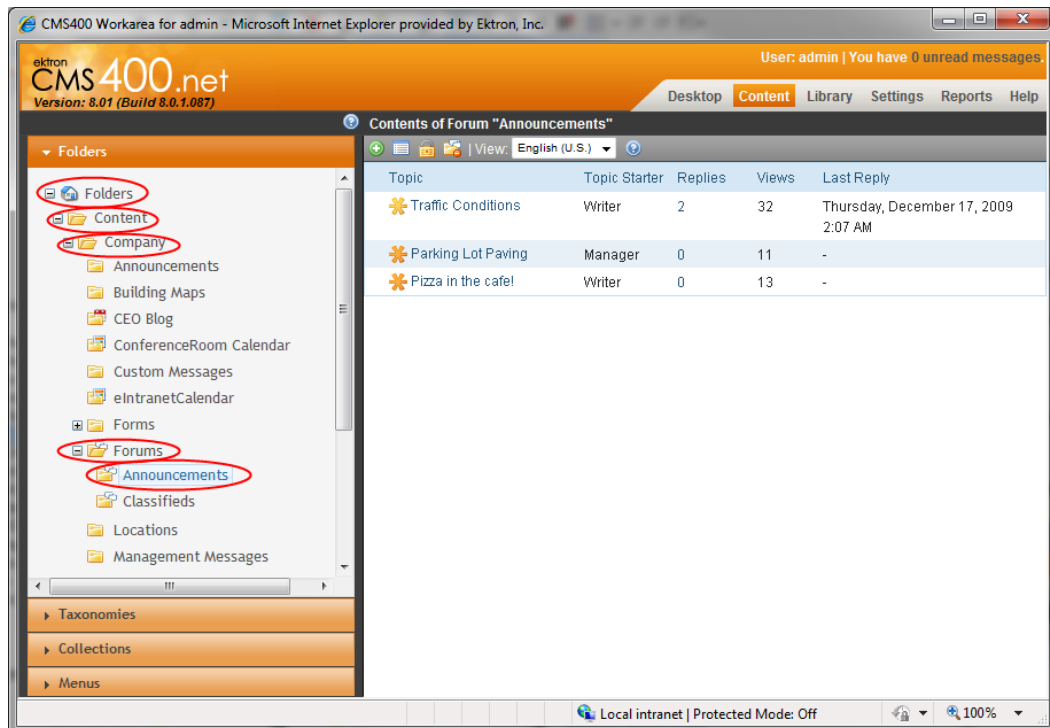 CMS400 Workarea for admin - Microsoft Internet Explorer provided by Ektron, Inc.
ektron
CMS400.net
Version: 8.01 (Build 8.0.1.087)
User: admin | You have 0 unread messages.
Desktop Content Library Settings Reports Help
Contents of Forum "Announcements"
Folders
| View: English (U.S.)
Folders
Content
Company
Announcements
Building Maps
CEO Blog
ConferenceRoom Calendar
Custom Messages
eIntranetCalendar
Forms
Forums
Announcements
Classifieds
Locations
Management Messages
Taxonomies
Collections
Menus
Topic Topic Starter Replies Views Last Reply
Traffic Conditions Writer 2 32 Thursday, December 17, 2009
2:07 AM
Parking Lot Paving Manager 0 11 -
Pizza in the cafe! Writer 0 13 -
Local intranet | Protected Mode: Off
100%